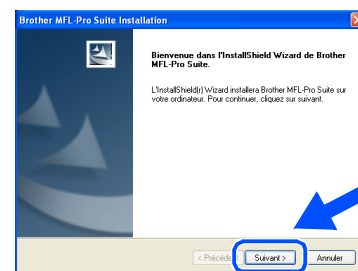 Brother MFL-Pro Suite Installation
Bienvenue dans l'InstallShield Wizard de Brother
MFL-Pro Suite.
L'InstallShield(r) Wizard installera Brother MFL-Pro Suite sur
votre ordinateur. Pour continuer, cliquez sur suivant.
Suivant >
Annuler